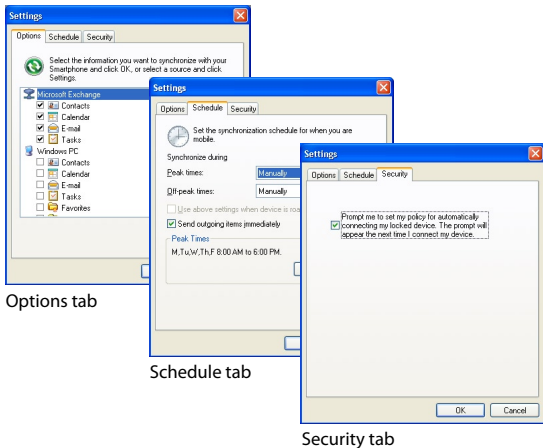 Settings
Options Schedule Security
Select the information you want to synchronize with your
Smartphone and click OK, or select a source and click
Settings.
Microsoft Exchange
Contacts
Calendar
E-mail
Tasks
Windows PC
Contacts
Calendar
E-mail
Tasks
Favorites
Options tab
Settings
Options Schedule Security
Set the synchronization schedule for when you are
mobile.
Synchronize during
Peak times: Manually
Off-peak times: Manually
Use above settings when device is roa
Send outgoing items immediately
Peak Times
M,Tu,W,Th,F 8:00 AM to 6:00 PM.
Schedule tab
Settings
Options Schedule Security
Prompt me to set my policy for automatically
connecting my locked device. The prompt will
appear the next time I connect my device.
OK Cancel
Security tab